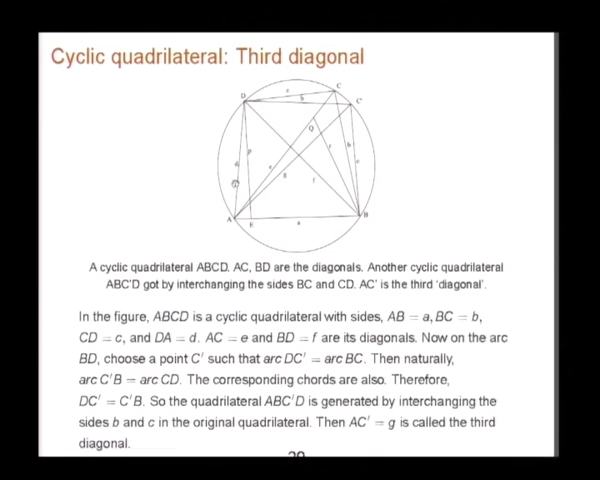 Cyclic quadrilateral: Third diagonal
D
C
C'
c
b
Q
p
d
b
r
c
e
g
f
A
E
a
B
A cyclic quadrilateral ABCD. AC, BD are the diagonals. Another cyclic quadrilateral
ABC'D got by interchanging the sides BC and CD. AC' is the third 'diagonal'.
In the figure, ABCD is a cyclic quadrilateral with sides, AB = a, BC = b,
CD = c, and DA = d. AC = e and BD = f are its diagonals. Now on the arc
BD, choose a point C' such that arc DC' = arc BC. Then naturally,
arc C'B = arc CD. The corresponding chords are also. Therefore,
DC' = C'B. So the quadrilateral ABC'D is generated by interchanging the
sides b and c in the original quadrilateral. Then AC' = g is called the third
diagonal.